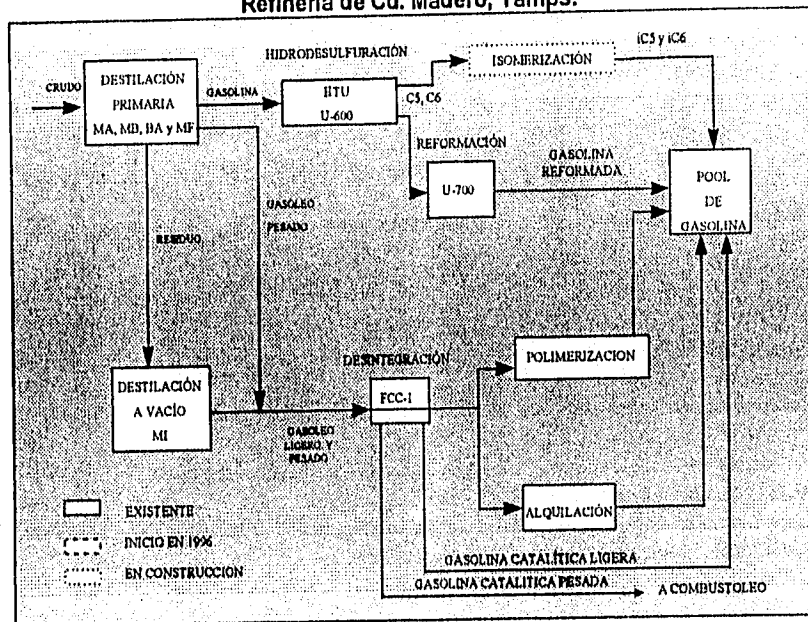 Refinería de Cd. Madero, Tamps.
HIDRODESULFURACIÓN
iC5 y iC6
ISOMERIZACIÓN
CRUDO
DESTILACIÓN
PRIMARIA
MA, MB, BA y MF
GASOLINA
HTU
U-600
C5, C6
REFORMACIÓN
U-700
GASOLINA
REFORMADA
POOL
DE
GASOLINA
GASOLEO
PESADO
RESIDUO
DESINTEGRACIÓN
POLIMERIZACION
DESTILACIÓN
A VACÍO
MI
FCC-1
GASOLEO
LIGERO Y
PESADO
ALQUILACIÓN
EXISTENTE
INICIO EN 1996
EN CONSTRUCCION
GASOLINA CATALÍTICA LIGERA
GASOLINA CATALITICA PESADA
A COMBUSTOLEO